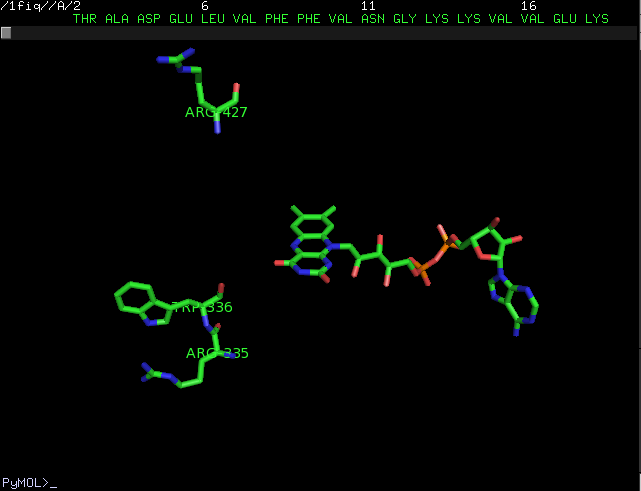 /1fiq//A/2 6 11 16
THR ALA ASP GLU LEU VAL PHE PHE VAL ASN GLY LYS LYS VAL VAL GLU LYS
ARG-427
TRP-336
ARG-335
PyMOL>_